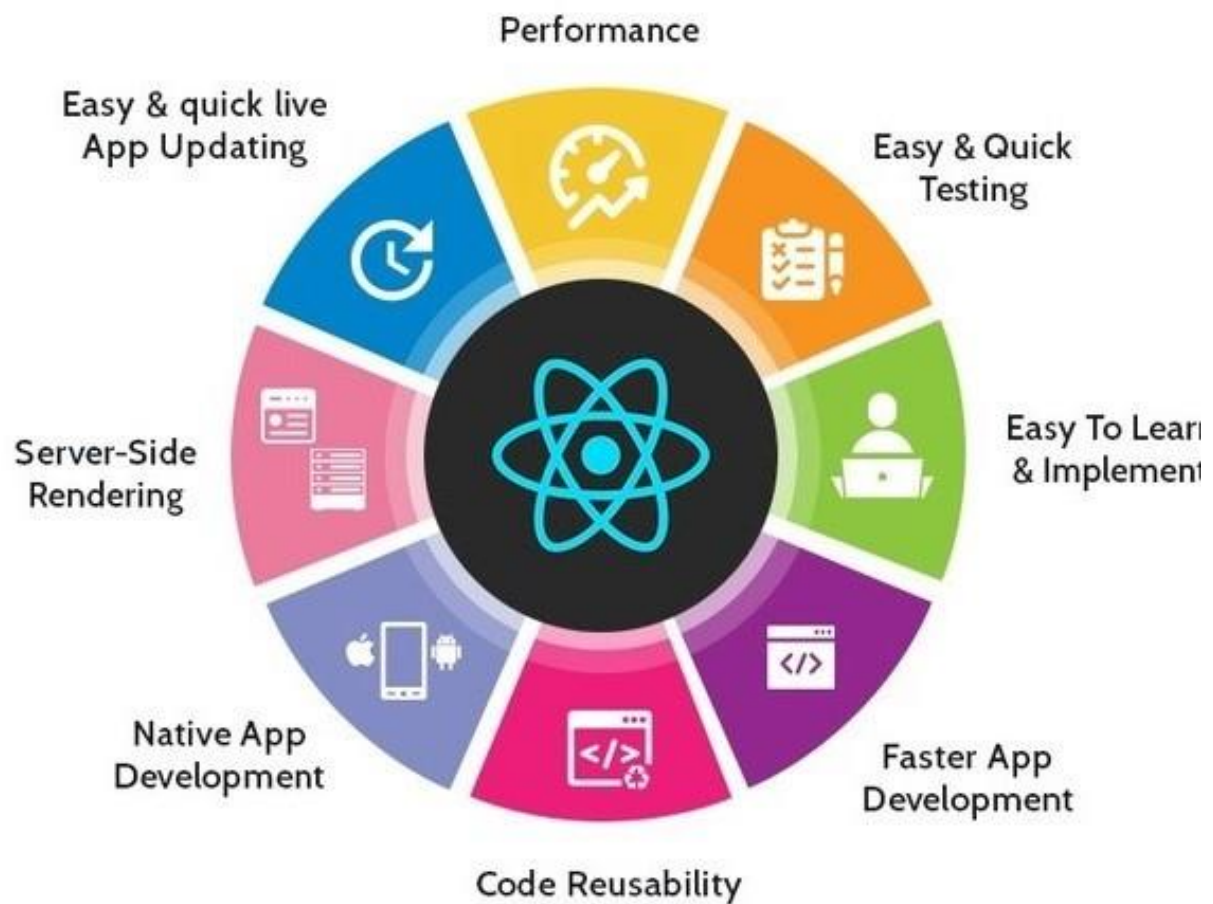 Performance
Easy & quick live
App Updating
Easy & Quick
Testing
Easy To Learn
& Implement
Server-Side
Rendering
Native App
Development
Faster App
Development
Code Reusability